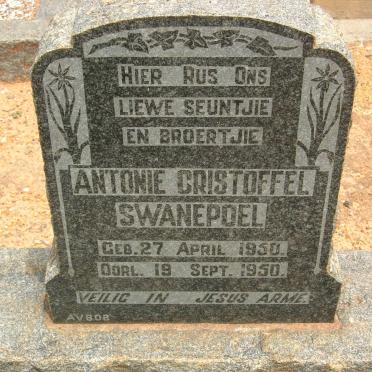 HIER RUS ONS
LIEWE SEUNTJIE
EN BROERTJIE
ANTONIE CRISTOFFEL
SWANEPOEL
GEB. 27 APRIL 1950.
OORL. 19 SEPT. 1950.
VEILIG IN JESUS ARME.
AVBOB